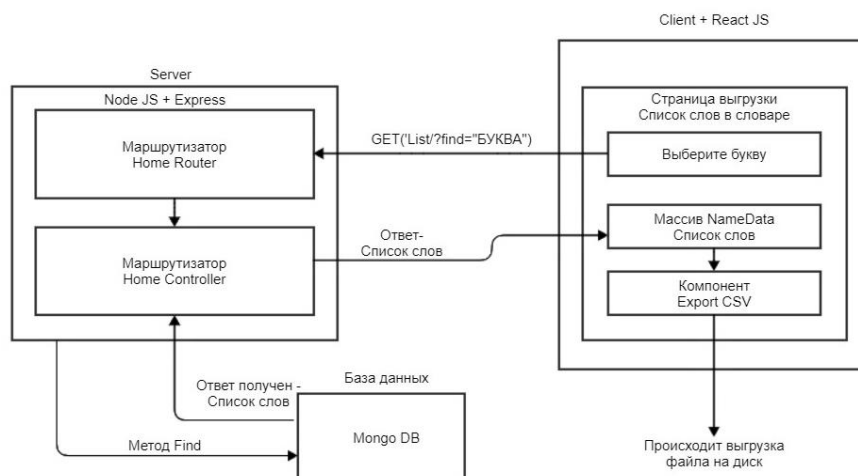 Client + React JS
Server
Node JS + Express
Маршрутизатор
Home Router
GET('List/?find="БУКВА")
Страница выгрузки
Список слов в словаре
Выберите букву
Маршрутизатор
Home Controller
Ответ-
Список слов
Массив NameData
Список слов
Компонент
Export CSV
Ответ получен -
Список слов
База данных
Метод Find
Mongo DB
Происходит выгрузка
файла на диск